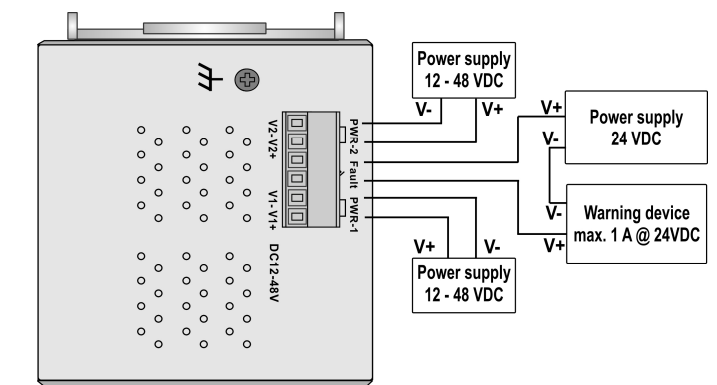 Power supply
12 - 48 VDC
V-
V+
V+
Power supply
24 VDC
V-
V2- V2+
PWR-2
Fault
V1- V1+
PWR-1
V-
Warning device
max. 1 A @ 24VDC
V+
V+
V-
DC12-48V
Power supply
12 - 48 VDC